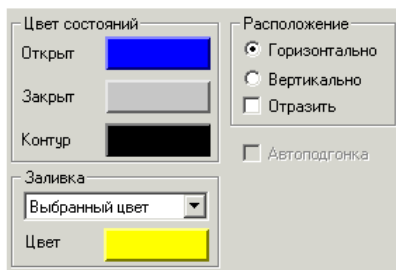 Цвет состояний
Открыт
Закрыт
Контур
Заливка
Выбранный цвет
Цвет
Расположение
Горизонтально
Вертикально
Отразить
Автоподгонка